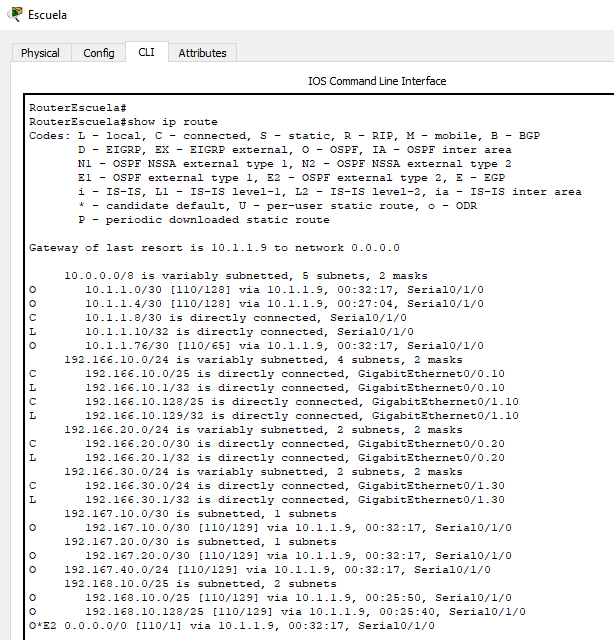 Escuela
Physical Config CLI Attributes
IOS Command Line Interface
RouterEscuela#
RouterEscuela#show ip route
Codes: L - local, C - connected, S - static, R - RIP, M - mobile, B - BGP
D - EIGRP, EX - EIGRP external, O - OSPF, IA - OSPF inter area
N1 - OSPF NSSA external type 1, N2 - OSPF NSSA external type 2
E1 - OSPF external type 1, E2 - OSPF external type 2, E - EGP
i - IS-IS, L1 - IS-IS level-1, L2 - IS-IS level-2, ia - IS-IS inter area
* - candidate default, U - per-user static route, o - ODR
P - periodic downloaded static route
Gateway of last resort is 10.1.1.9 to network 0.0.0.0
10.0.0.0/8 is variably subnetted, 5 subnets, 2 masks
O 10.1.1.0/30 [110/128] via 10.1.1.9, 00:32:17, Serial0/1/0
O 10.1.1.4/30 [110/128] via 10.1.1.9, 00:27:04, Serial0/1/0
C 10.1.1.8/30 is directly connected, Serial0/1/0
L 10.1.1.10/32 is directly connected, Serial0/1/0
O 10.1.1.76/30 [110/65] via 10.1.1.9, 00:32:17, Serial0/1/0
192.166.10.0/24 is variably subnetted, 4 subnets, 2 masks
C 192.166.10.0/25 is directly connected, GigabitEthernet0/0.10
L 192.166.10.1/32 is directly connected, GigabitEthernet0/0.10
C 192.166.10.128/25 is directly connected, GigabitEthernet0/1.10
L 192.166.10.129/32 is directly connected, GigabitEthernet0/1.10
192.166.20.0/24 is variably subnetted, 2 subnets, 2 masks
C 192.166.20.0/30 is directly connected, GigabitEthernet0/0.20
L 192.166.20.1/32 is directly connected, GigabitEthernet0/0.20
192.166.30.0/24 is variably subnetted, 2 subnets, 2 masks
C 192.166.30.0/24 is directly connected, GigabitEthernet0/1.30
L 192.166.30.1/32 is directly connected, GigabitEthernet0/1.30
192.167.10.0/30 is subnetted, 1 subnets
O 192.167.10.0/30 [110/129] via 10.1.1.9, 00:32:17, Serial0/1/0
192.167.20.0/30 is subnetted, 1 subnets
O 192.167.20.0/30 [110/129] via 10.1.1.9, 00:32:17, Serial0/1/0
O 192.167.40.0/24 [110/129] via 10.1.1.9, 00:32:17, Serial0/1/0
192.168.10.0/25 is subnetted, 2 subnets
O 192.168.10.0/25 [110/129] via 10.1.1.9, 00:25:50, Serial0/1/0
O 192.168.10.128/25 [110/129] via 10.1.1.9, 00:25:40, Serial0/1/0
O*E2 0.0.0.0/0 [110/1] via 10.1.1.9, 00:32:17, Serial0/1/0